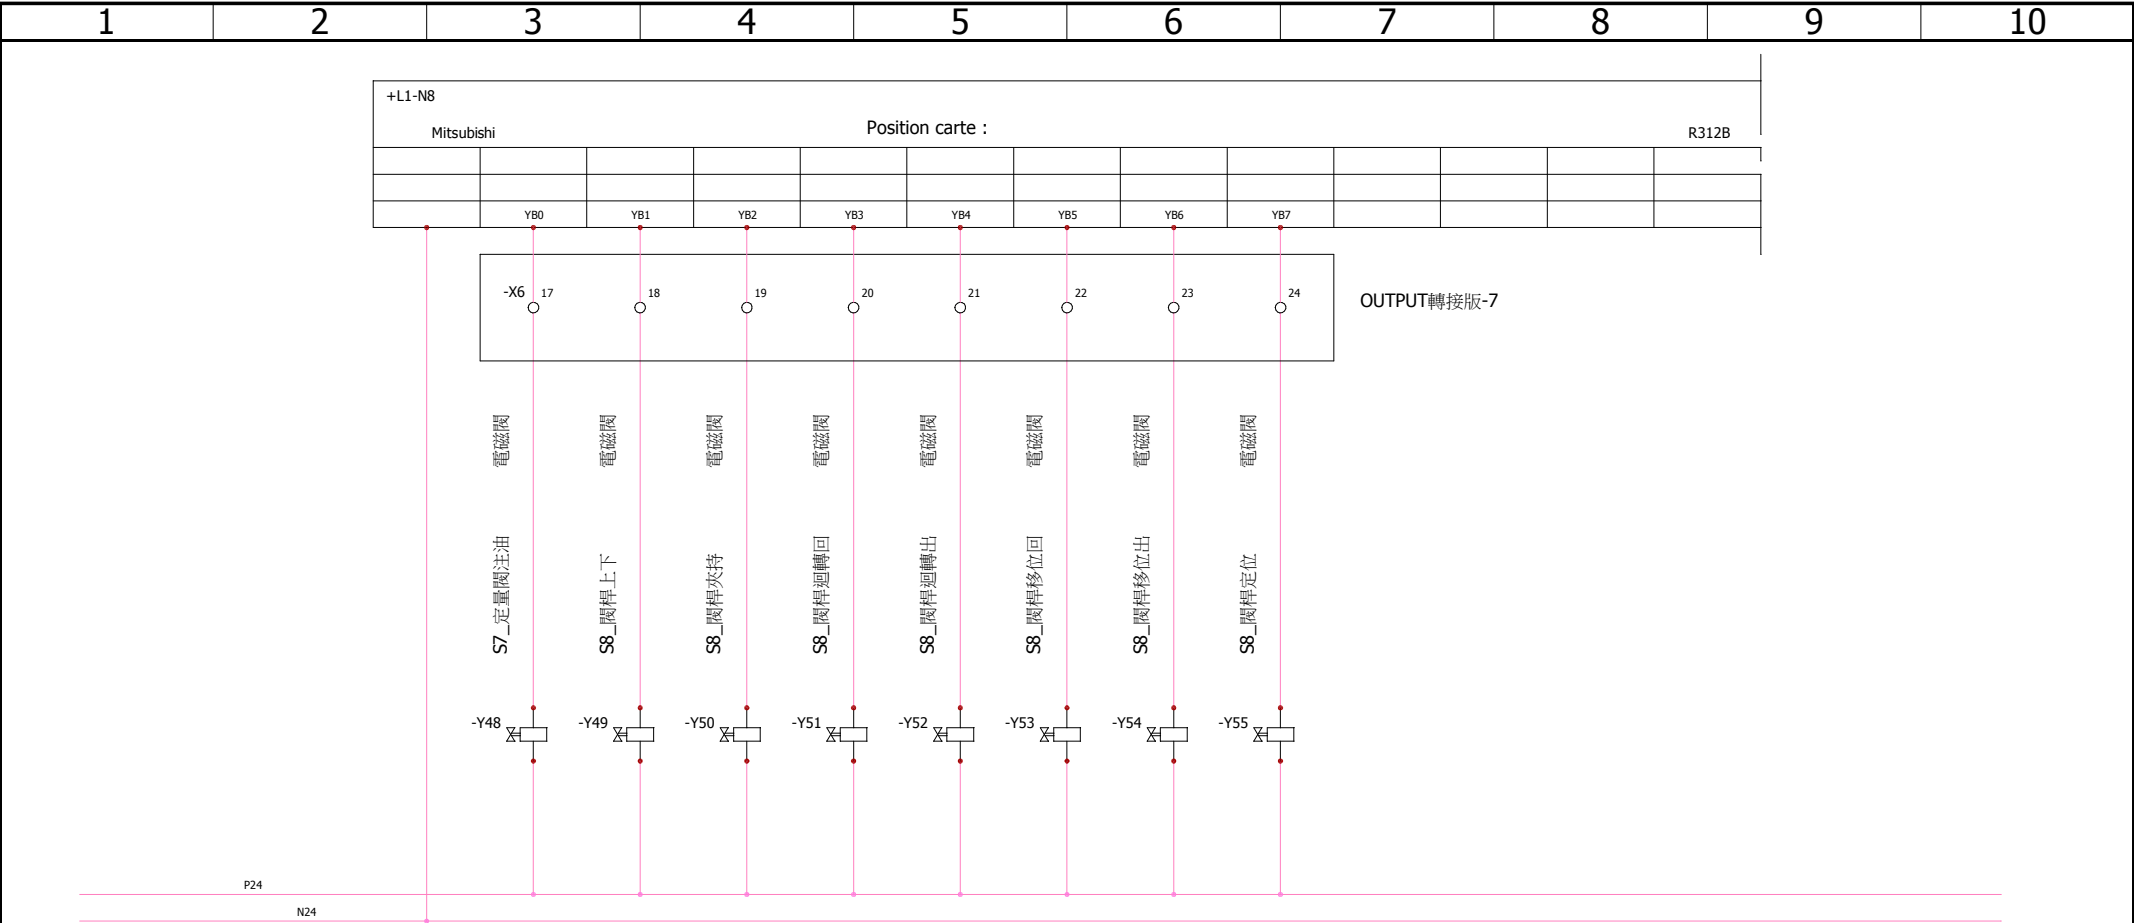 1 2 3 4 5 6 7 8 9 10
+L1-N8
Mitsubishi Position carte : R312B
YB0 YB1 YB2 YB3 YB4 YB5 YB6 YB7
-X6 17 18 19 20 21 22 23 24
OUTPUT轉接版-7
S7_定量閥注油 電磁閥
S8_閥桿上下 電磁閥
S8_閥桿夾持 電磁閥
S8_閥桿迴轉回 電磁閥
S8_閥桿迴轉出 電磁閥
S8_閥桿移位回 電磁閥
S8_閥桿移位出 電磁閥
S8_閥桿定位 電磁閥
-Y48 -Y49 -Y50 -Y51 -Y52 -Y53 -Y54 -Y55
P24
N24